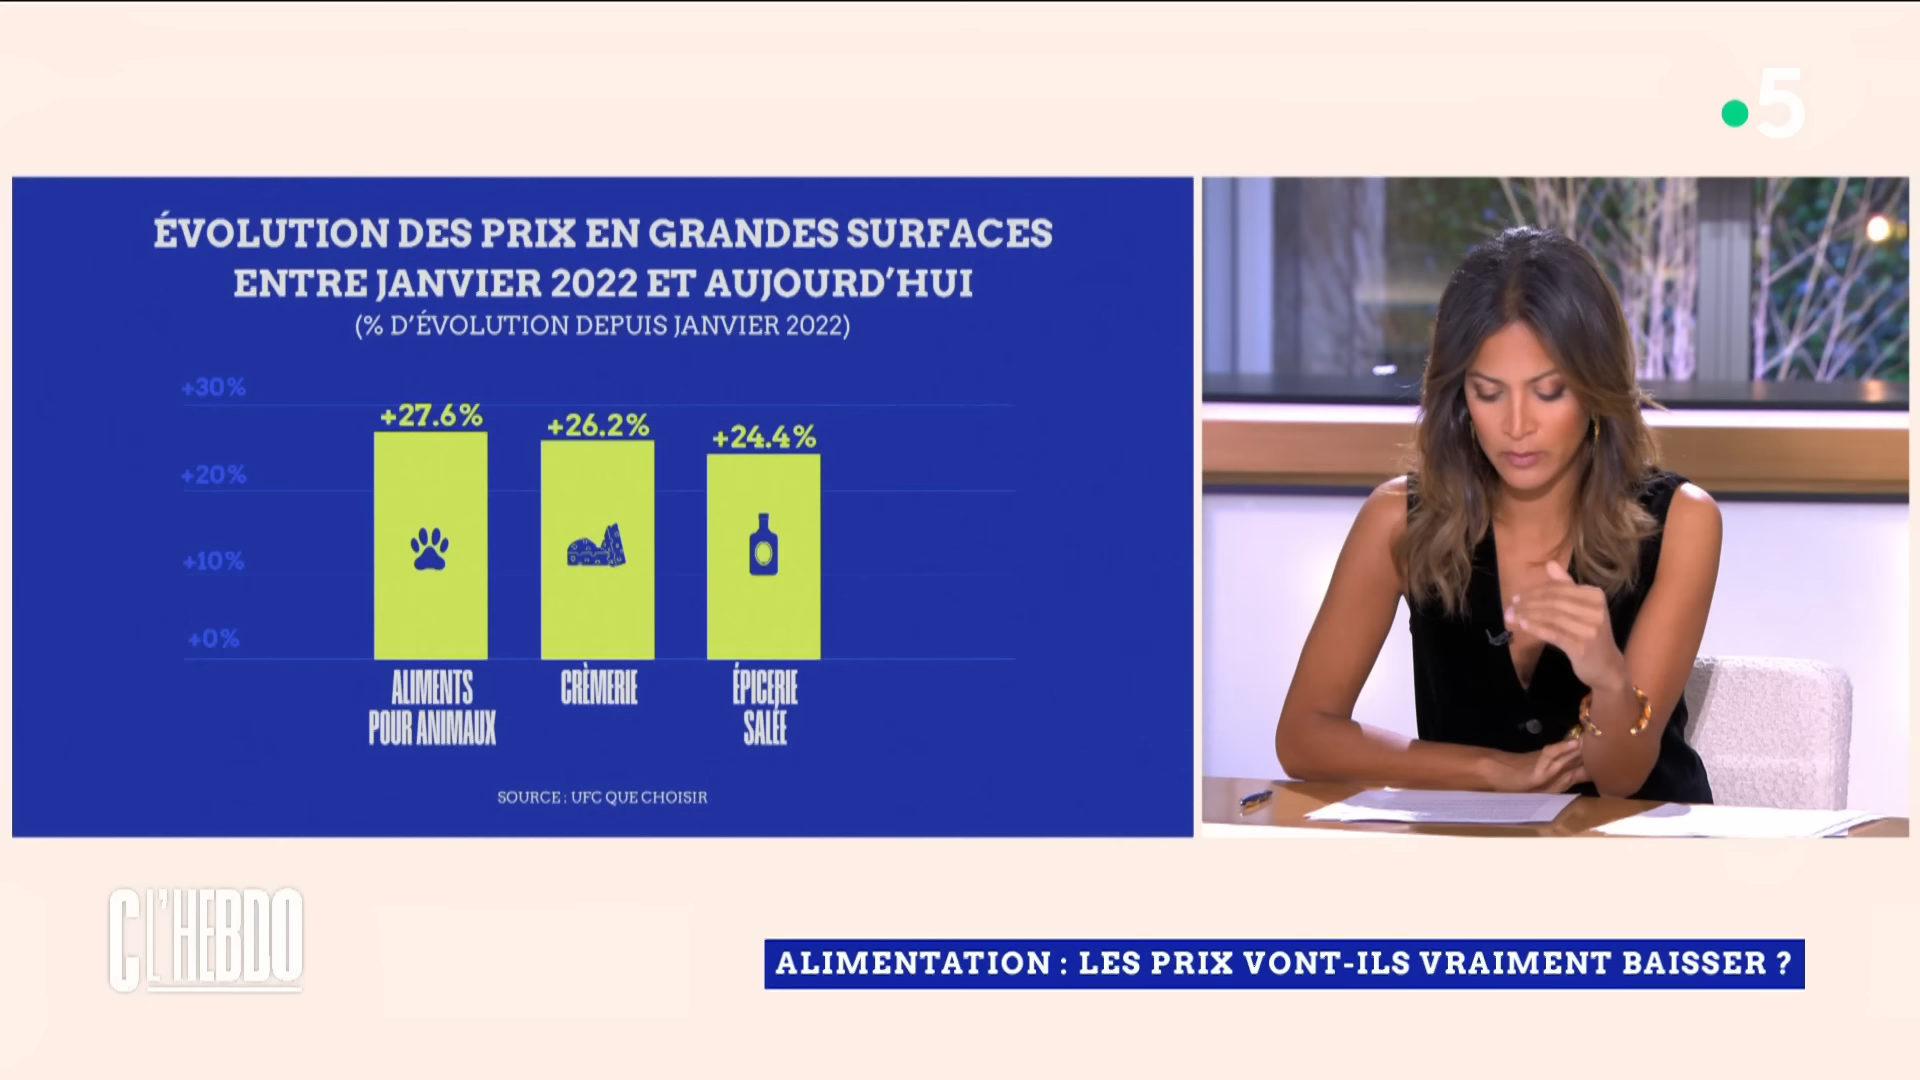 5
ÉVOLUTION DES PRIX EN GRANDES SURFACES
ENTRE JANVIER 2022 ET AUJOURD'HUI
(% D'ÉVOLUTION DEPUIS JANVIER 2022)
+30%
+27.6%
+26.2%
+24.4%
+20%
+10%
+0%
ALIMENTS
POUR ANIMAUX
CRÈMERIE
ÉPICERIE
SALÉE
SOURCE : UFC QUE CHOISIR
C L'HEBDO
ALIMENTATION : LES PRIX VONT-ILS VRAIMENT BAISSER ?